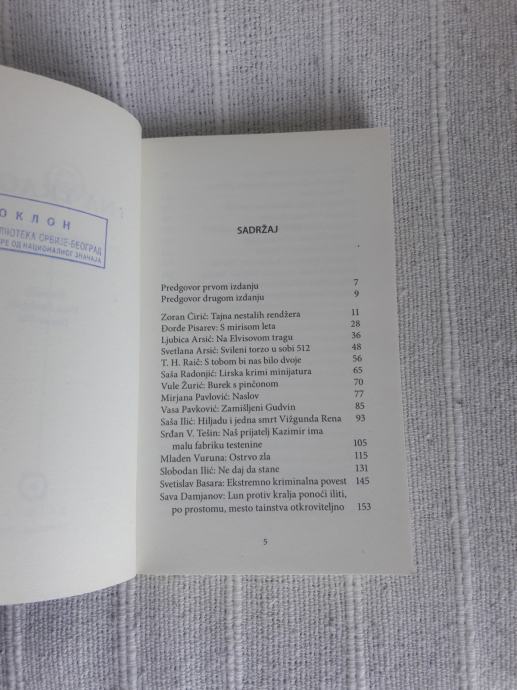 ОКЛОН
СРБИЈЕ-БЕОГРАД
ОД НАЦИОНАЛНОГ ЗНАЧАЈА
SADRŽAJ
Predgovor prvom izdanju 7
Predgovor drugom izdanju 9
Zoran Ćirić: Tajna nestalih rendžera 11
Đorđe Pisarev: S mirisom leta 28
Ljubica Arsić: Na Elvisovom tragu 36
Svetlana Arsić: Svileni torzo u sobi 512 48
T. H. Raič: S tobom bi nas bilo dvoje 56
Saša Radonjić: Lirska krimi minijatura 65
Vule Žurić: Burek s pinčonom 70
Mirjana Pavlović: Naslov 77
Vasa Pavković: Zamišljeni Gudvin 85
Saša Ilić: Hiljadu i jedna smrt Vižgunda Rena 93
Srđan V. Tešin: Naš prijatelj Kazimir ima
malu fabriku testenine 105
Mladen Vuruna: Ostrvo zla 115
Slobodan Ilić: Ne daj da stane 131
Svetislav Basara: Ekstremno kriminalna povest 145
Sava Damjanov: Lun protiv kralja ponoći iliti,
po prostomu, mesto tainstva otkroviteljno 153
5